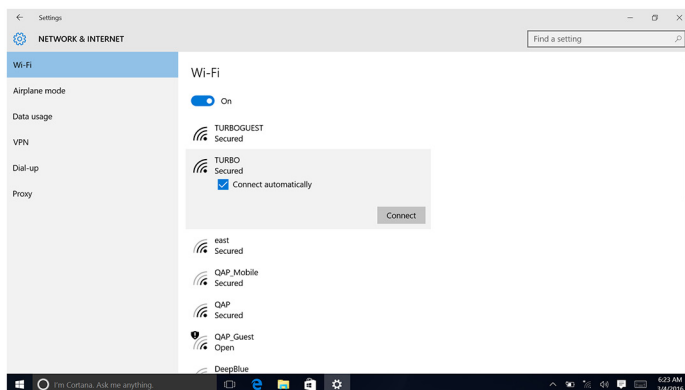 Settings
NETWORK & INTERNET
Find a setting
Wi-Fi
Airplane mode
Data usage
VPN
Dial-up
Proxy
Wi-Fi
On
TURBOGUEST
Secured
TURBO
Secured
Connect automatically
Connect
east
Secured
QAP_Mobile
Secured
QAP
Secured
QAP_Guest
Open
DeepBlue
I'm Cortana. Ask me anything.
6:23 AM
3/4/2016